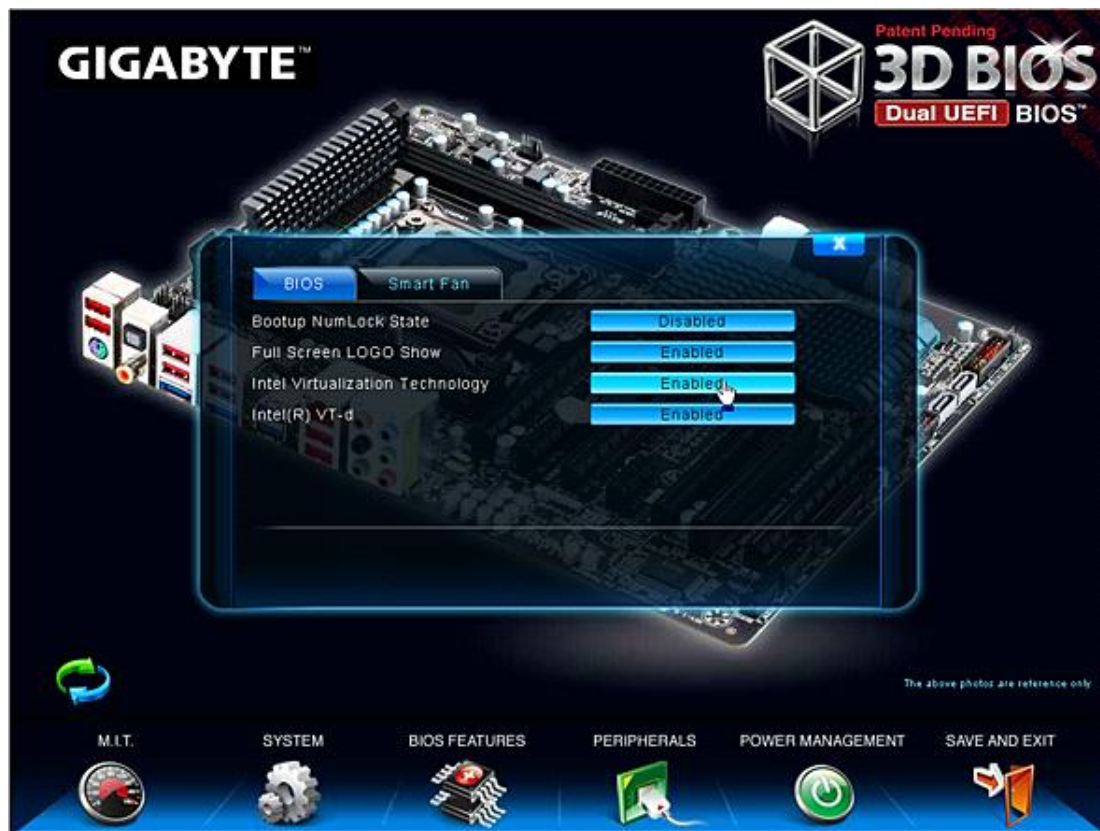 GIGABYTE™
Patent Pending
3D BIOS
Dual UEFI BIOS™
X
BIOS Smart Fan
Bootup NumLock State Disabled
Full Screen LOGO Show Enabled
Intel Virtualization Technology Enabled
Intel(R) VT-d Enabled
The above photos are reference only
M.I.T. SYSTEM BIOS FEATURES PERIPHERALS POWER MANAGEMENT SAVE AND EXIT